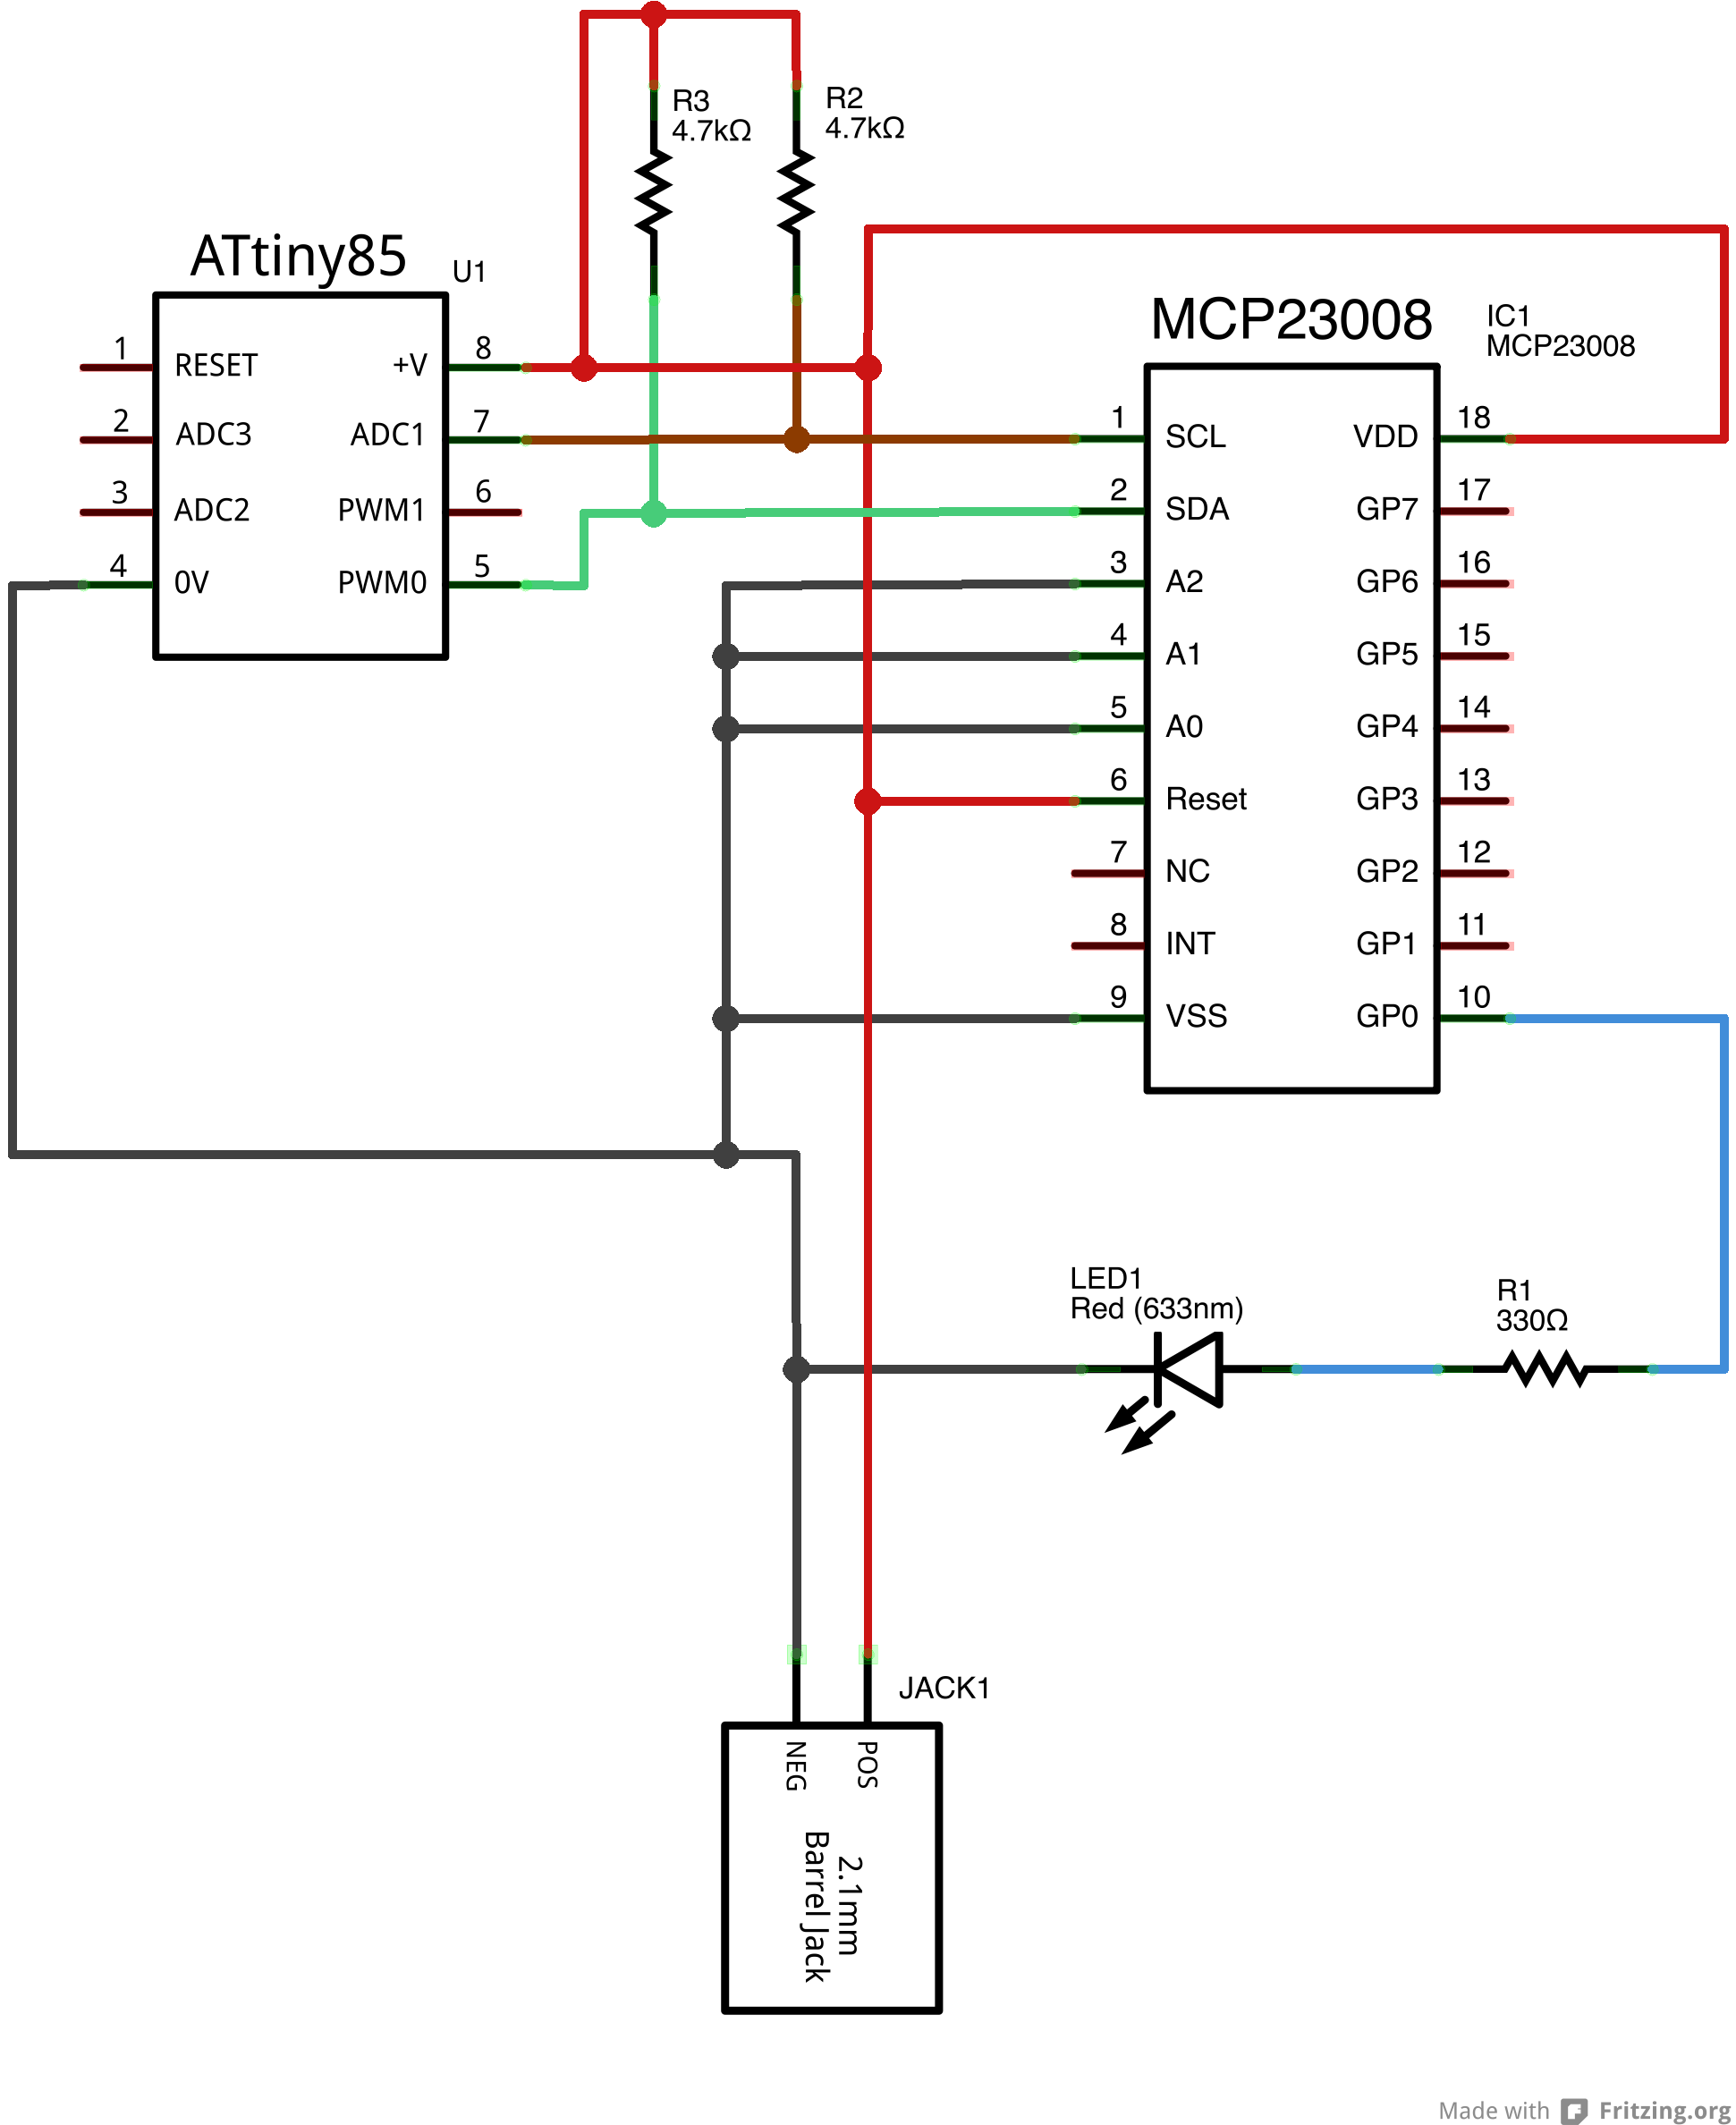 R3
4.7kΩ
R2
4.7kΩ
ATtiny85
U1
1 RESET +V 8
2 ADC3 ADC1 7
3 ADC2 PWM1 6
4 0V PWM0 5
MCP23008
IC1
MCP23008
1 SCL VDD 18
2 SDA GP7 17
3 A2 GP6 16
4 A1 GP5 15
5 A0 GP4 14
6 Reset GP3 13
7 NC GP2 12
8 INT GP1 11
9 VSS GP0 10
LED1
Red (633nm)
R1
330Ω
JACK1
NEG
POS
2.1mm
Barrel Jack
Made with Fritzing.org